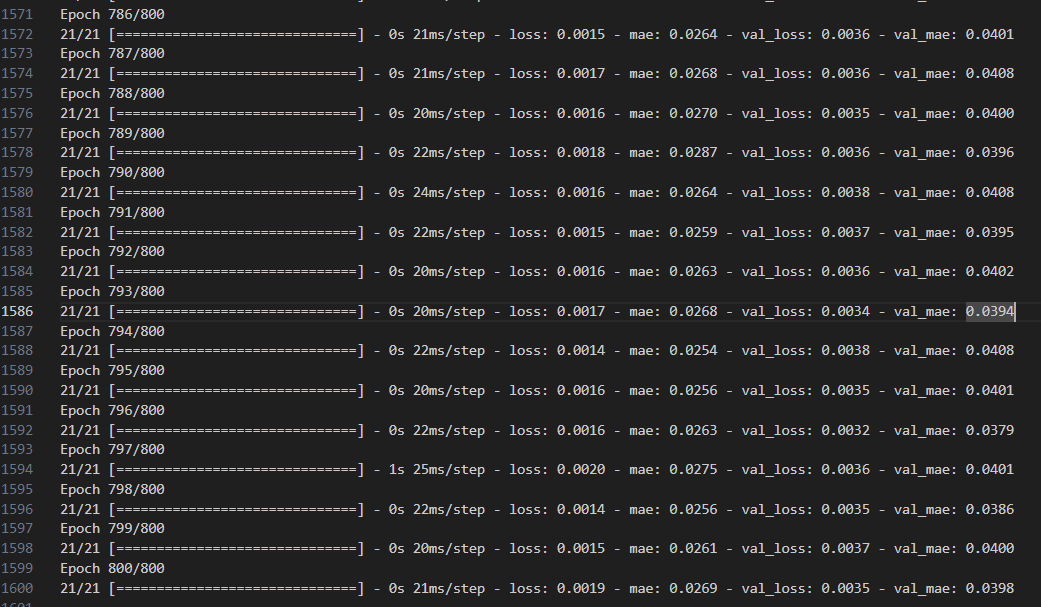 1571 Epoch 786/800
1572 21/21 [==============================] - 0s 21ms/step - loss: 0.0015 - mae: 0.0264 - val_loss: 0.0036 - val_mae: 0.0401
1573 Epoch 787/800
1574 21/21 [==============================] - 0s 21ms/step - loss: 0.0017 - mae: 0.0268 - val_loss: 0.0036 - val_mae: 0.0408
1575 Epoch 788/800
1576 21/21 [==============================] - 0s 20ms/step - loss: 0.0016 - mae: 0.0270 - val_loss: 0.0035 - val_mae: 0.0400
1577 Epoch 789/800
1578 21/21 [==============================] - 0s 22ms/step - loss: 0.0018 - mae: 0.0287 - val_loss: 0.0036 - val_mae: 0.0396
1579 Epoch 790/800
1580 21/21 [==============================] - 0s 24ms/step - loss: 0.0016 - mae: 0.0264 - val_loss: 0.0038 - val_mae: 0.0408
1581 Epoch 791/800
1582 21/21 [==============================] - 0s 22ms/step - loss: 0.0015 - mae: 0.0259 - val_loss: 0.0037 - val_mae: 0.0395
1583 Epoch 792/800
1584 21/21 [==============================] - 0s 20ms/step - loss: 0.0016 - mae: 0.0263 - val_loss: 0.0036 - val_mae: 0.0402
1585 Epoch 793/800
1586 21/21 [==============================] - 0s 20ms/step - loss: 0.0017 - mae: 0.0268 - val_loss: 0.0034 - val_mae: 0.0394
1587 Epoch 794/800
1588 21/21 [==============================] - 0s 22ms/step - loss: 0.0014 - mae: 0.0254 - val_loss: 0.0038 - val_mae: 0.0408
1589 Epoch 795/800
1590 21/21 [==============================] - 0s 20ms/step - loss: 0.0016 - mae: 0.0256 - val_loss: 0.0035 - val_mae: 0.0401
1591 Epoch 796/800
1592 21/21 [==============================] - 0s 22ms/step - loss: 0.0016 - mae: 0.0263 - val_loss: 0.0032 - val_mae: 0.0379
1593 Epoch 797/800
1594 21/21 [==============================] - 1s 25ms/step - loss: 0.0020 - mae: 0.0275 - val_loss: 0.0036 - val_mae: 0.0401
1595 Epoch 798/800
1596 21/21 [==============================] - 0s 22ms/step - loss: 0.0014 - mae: 0.0256 - val_loss: 0.0035 - val_mae: 0.0386
1597 Epoch 799/800
1598 21/21 [==============================] - 0s 20ms/step - loss: 0.0015 - mae: 0.0261 - val_loss: 0.0037 - val_mae: 0.0400
1599 Epoch 800/800
1600 21/21 [==============================] - 0s 21ms/step - loss: 0.0019 - mae: 0.0269 - val_loss: 0.0035 - val_mae: 0.0398